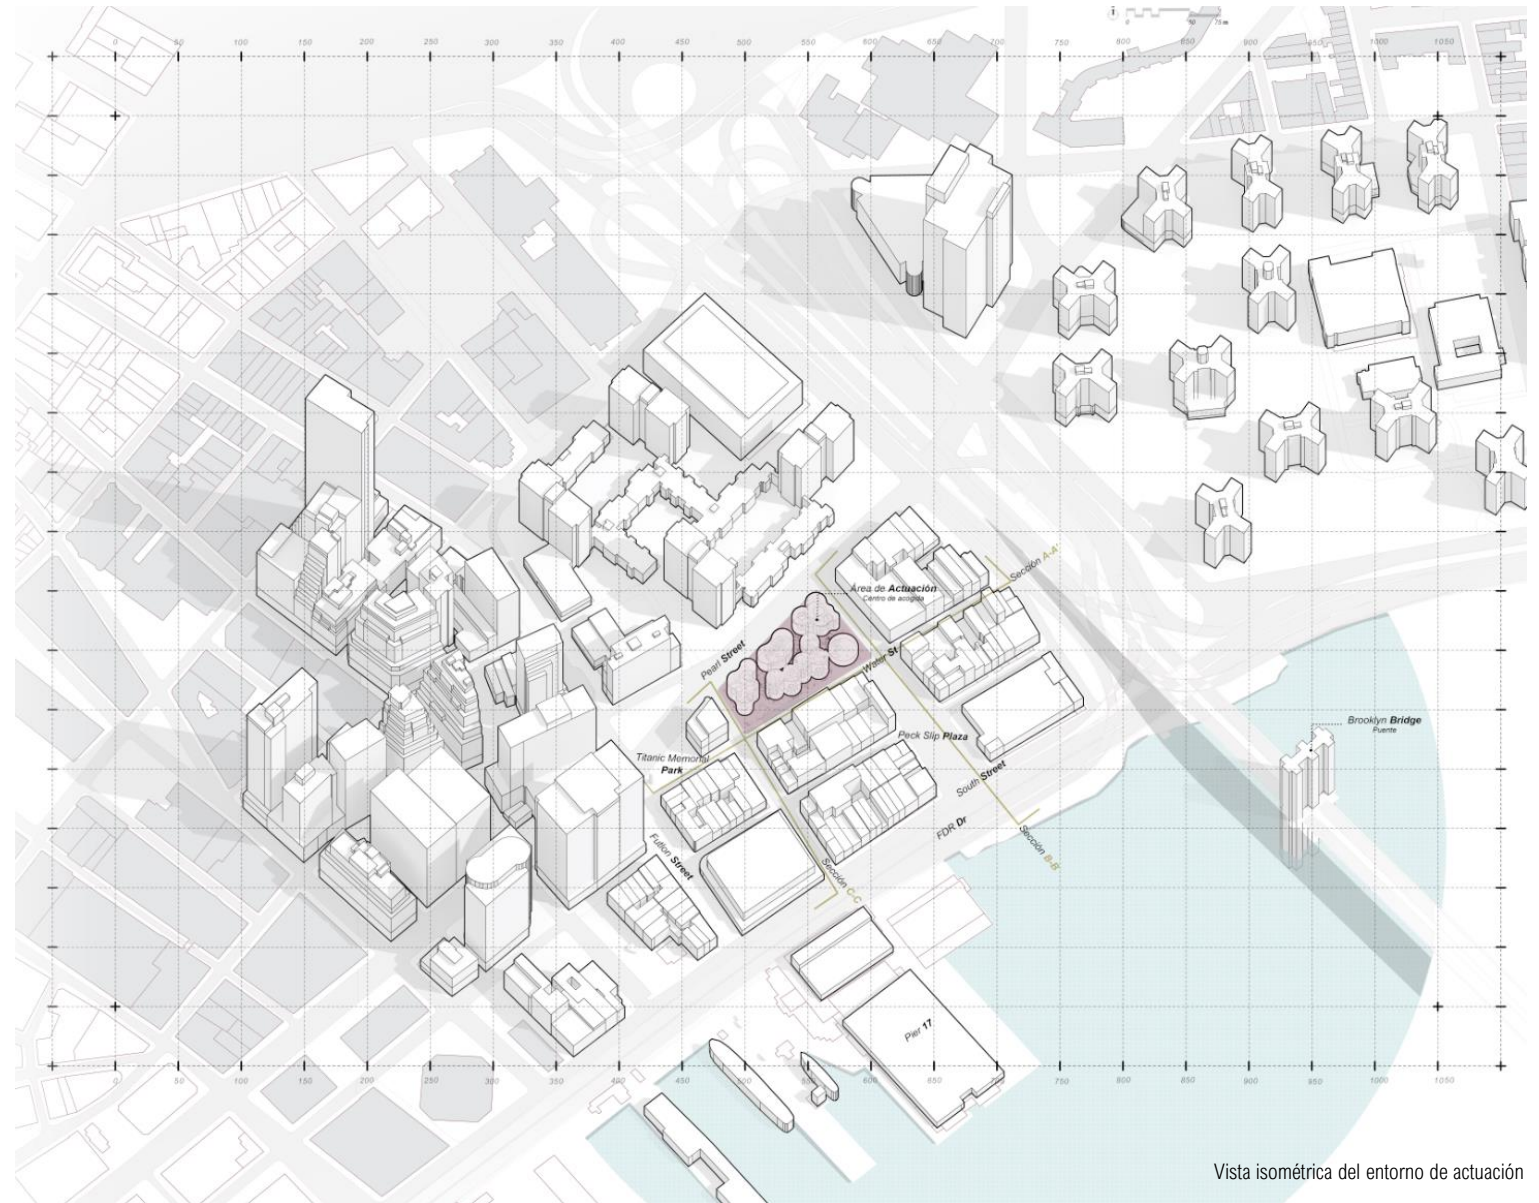 0 50 75 m
0 50 100 150 200 250 300 350 400 450 500 550 600 650 700 750 800 850 900 950 1000 1050
Sección A-A'
Área de Actuación
Centro de acogida
Pearl Street
Water St
Titanic Memorial
Park
Peck Slip Plaza
Brooklyn Bridge
Puente
South Street
FDR Dr
Fulton Street
Sección C-C
Sección B-B'
Pier 17
0 50 100 150 200 250 300 350 400 450 500 550 600 650 700 750 800 850 900 950 1000 1050
Vista isométrica del entorno de actuación